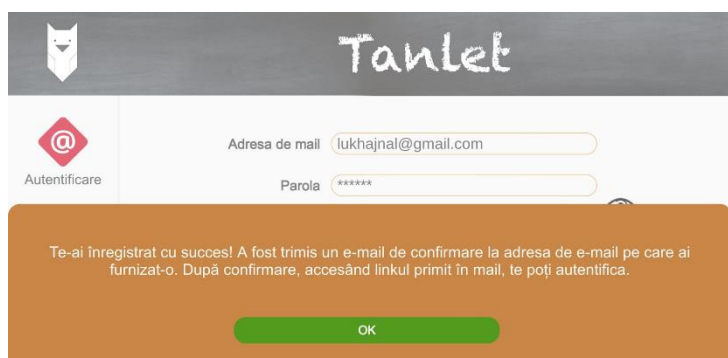 Tanlet
Adresa de mail lukhajnal@gmail.com
Autentificare
Parola ******
Te-ai înregistrat cu succes! A fost trimis un e-mail de confirmare la adresa de e-mail pe care ai
furnizat-o. După confirmare, accesând linkul primit în mail, te poți autentifica.
OK